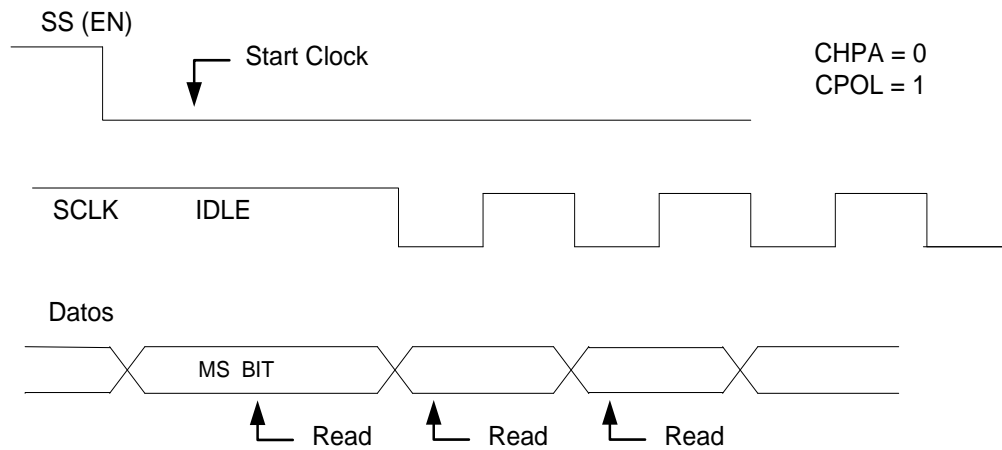 SS (EN)
Start Clock
CHPA = 0
CPOL = 1
SCLK IDLE
Datos
MS BIT
Read Read Read